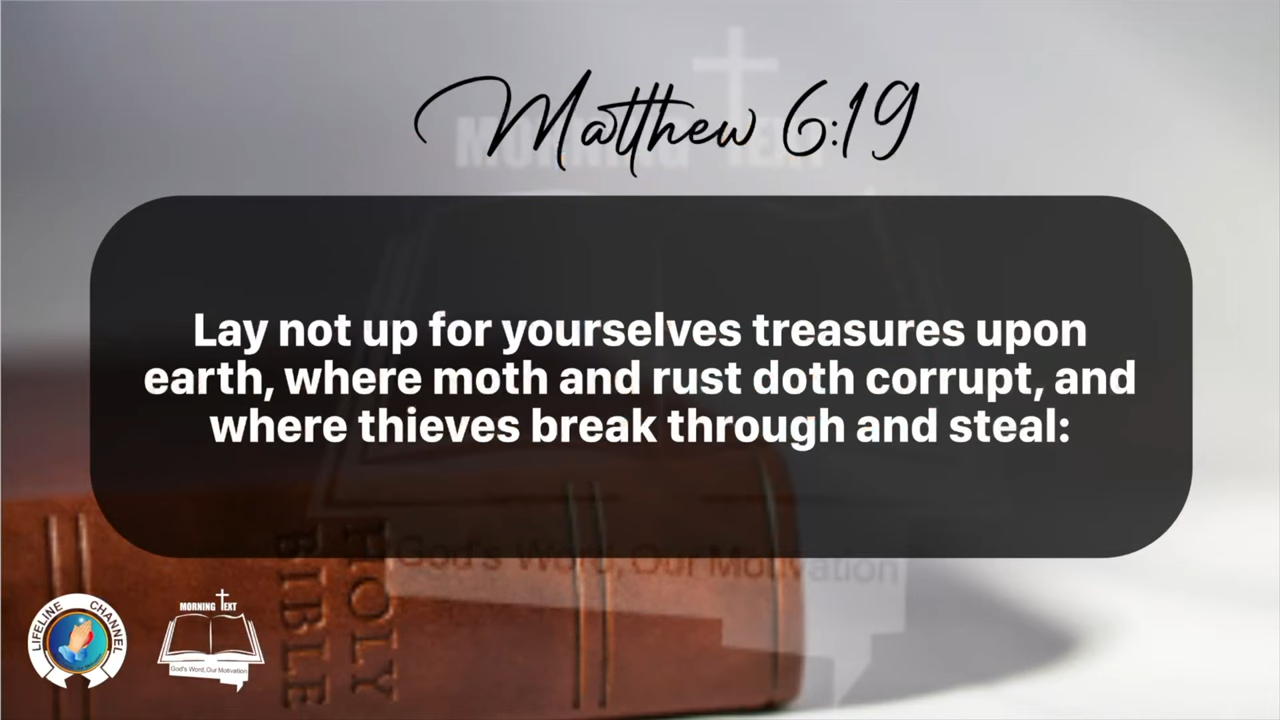 Matthew 6:19
MORNING TEXT
Lay not up for yourselves treasures upon
earth, where moth and rust doth corrupt, and
where thieves break through and steal:
God's Word, Our Motivation
HOLY
BIBLE
LIFELINE CHANNEL
MORNING TEXT
God's Word, Our Motivation